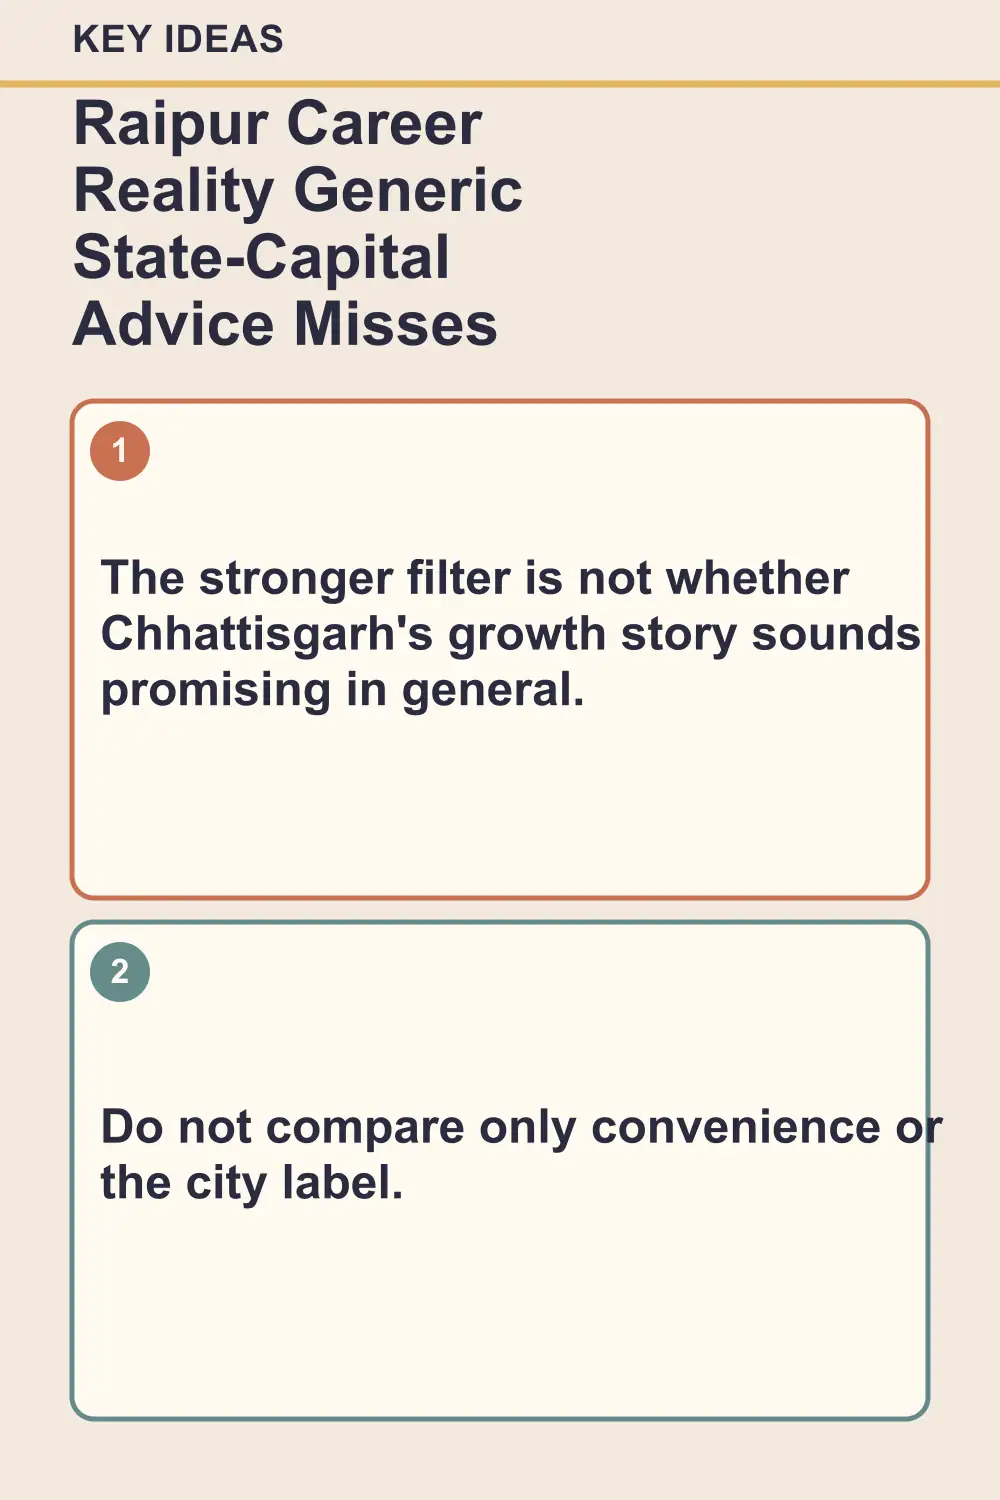 KEY IDEAS
Raipur Career
Reality Generic
State-Capital
Advice Misses
1
The stronger filter is not whether
Chhattisgarh's growth story sounds
promising in general.
2
Do not compare only convenience or
the city label.